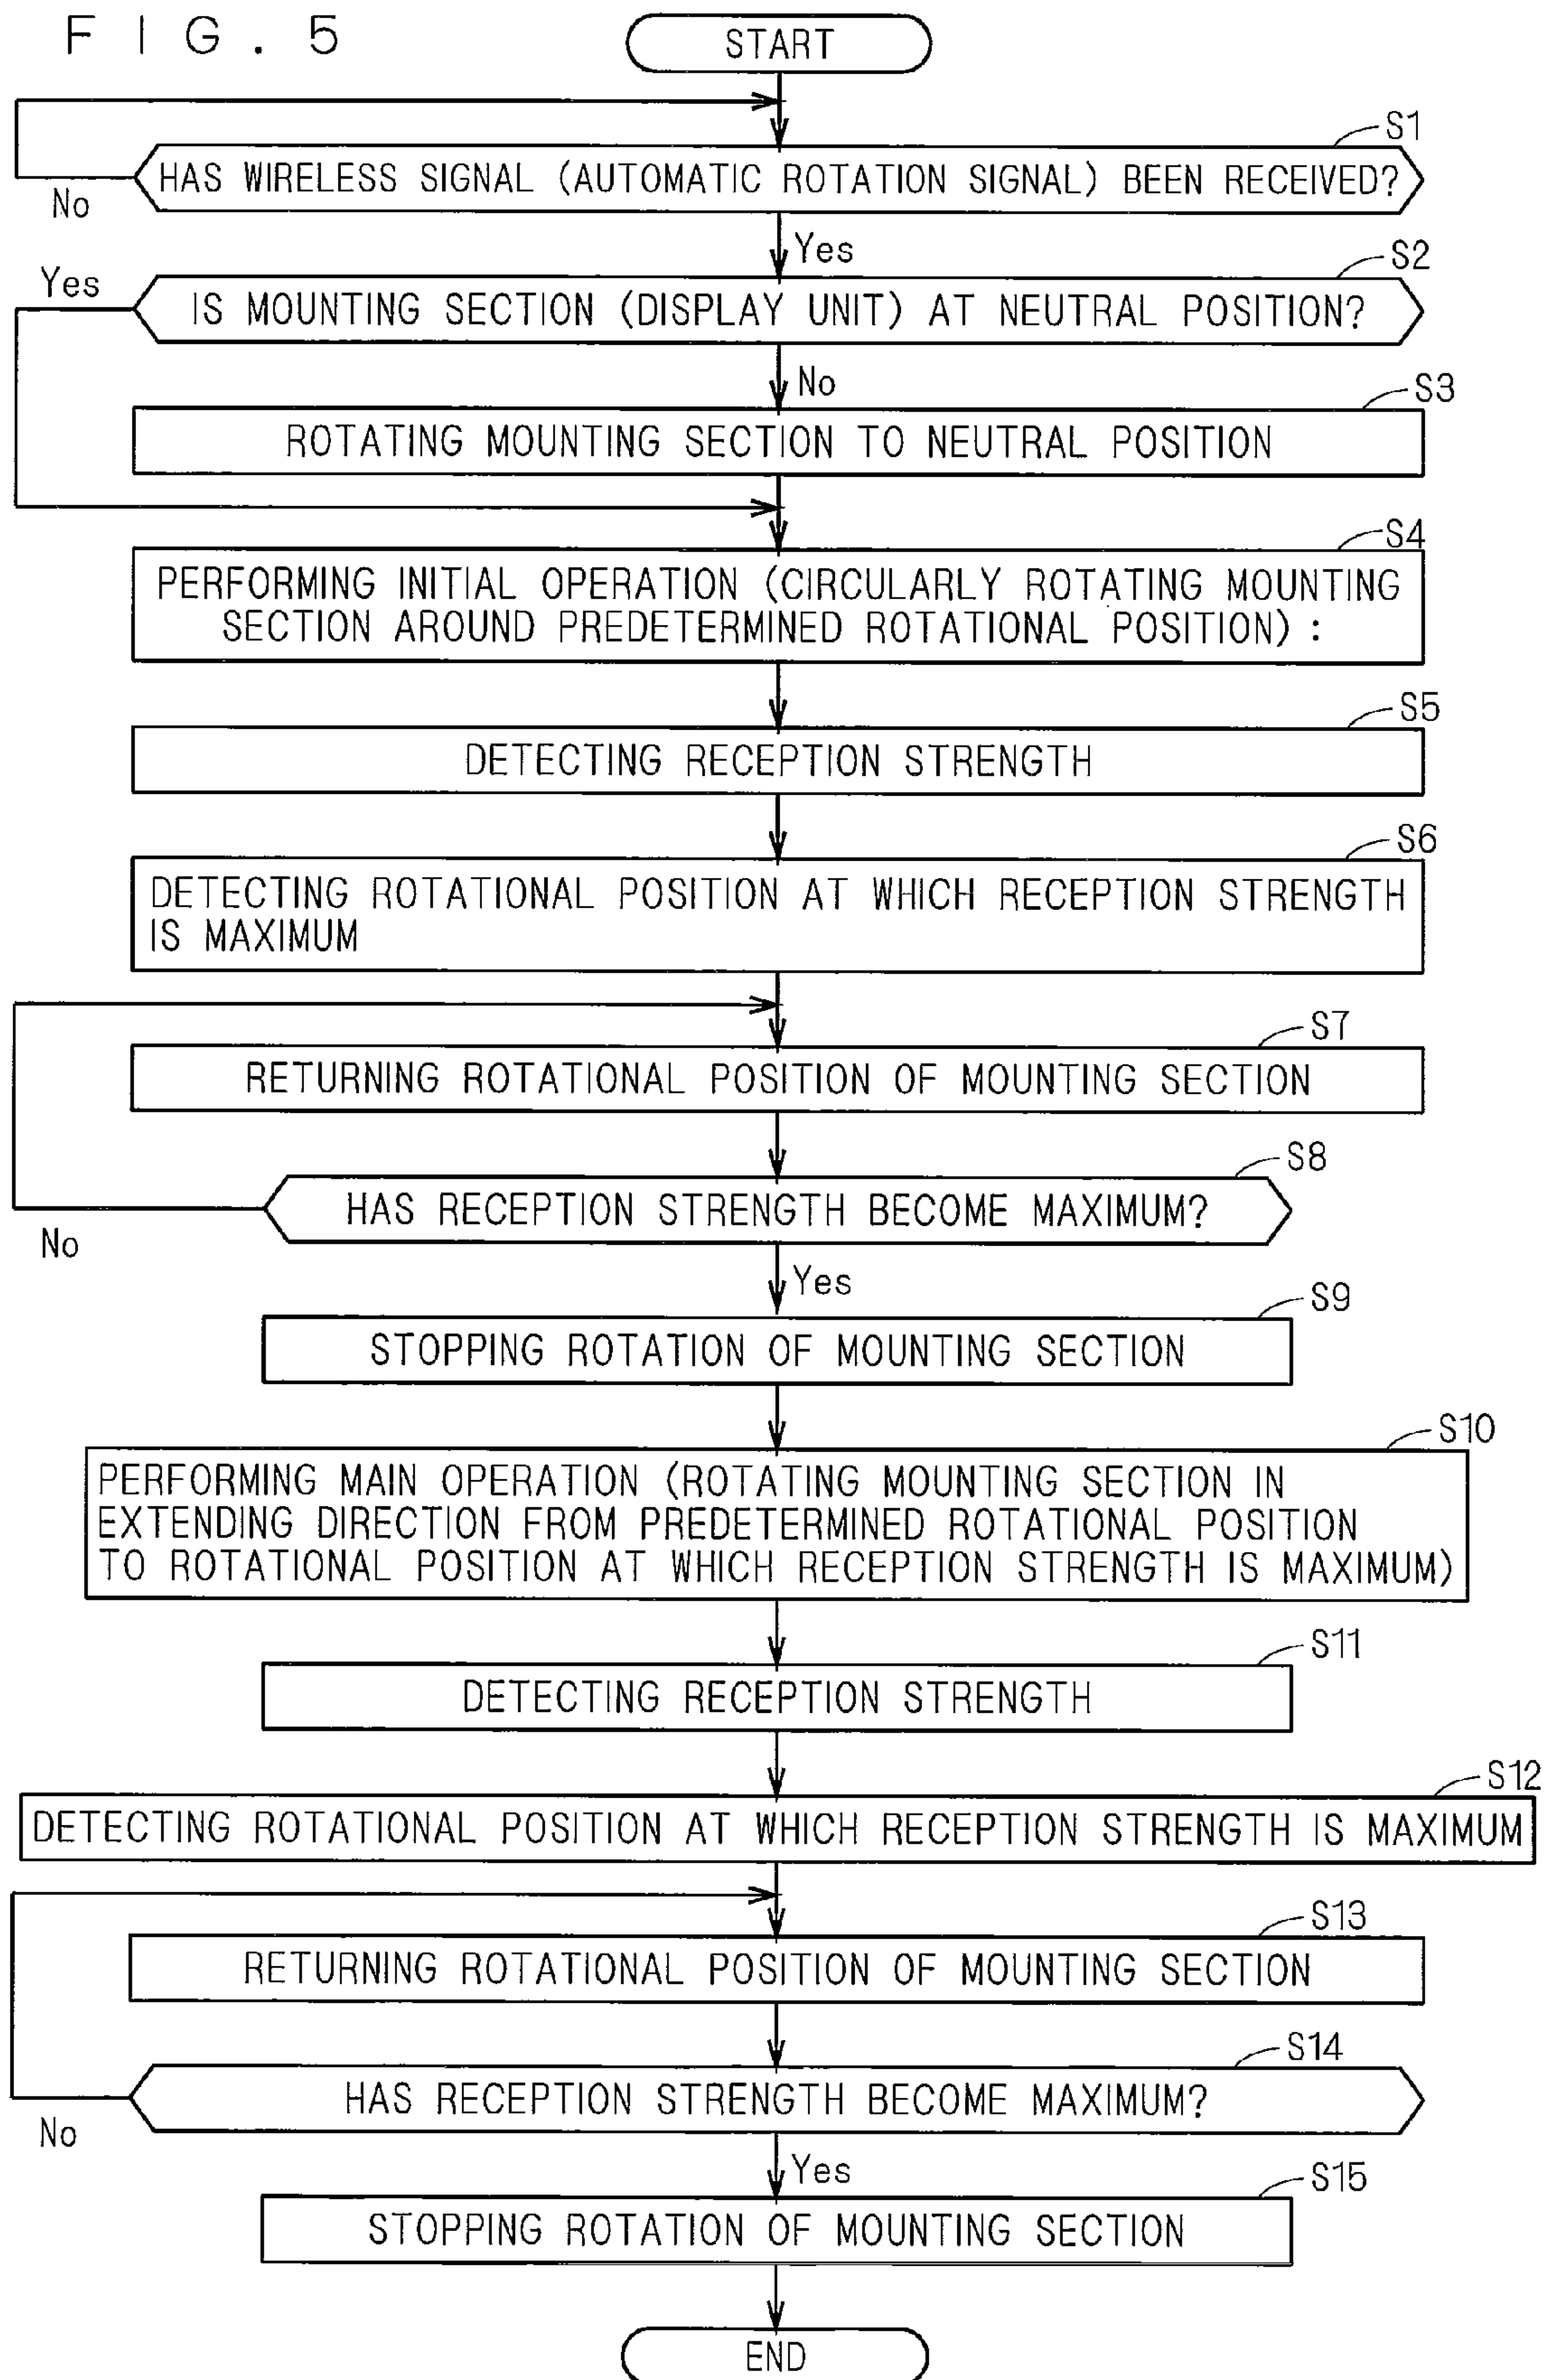 FIG. 5
START
S1
HAS WIRELESS SIGNAL (AUTOMATIC ROTATION SIGNAL) BEEN RECEIVED?
No
Yes
S2
Yes
IS MOUNTING SECTION (DISPLAY UNIT) AT NEUTRAL POSITION?
No
S3
ROTATING MOUNTING SECTION TO NEUTRAL POSITION
S4
PERFORMING INITIAL OPERATION (CIRCULARLY ROTATING MOUNTING
SECTION AROUND PREDETERMINED ROTATIONAL POSITION) :
S5
DETECTING RECEPTION STRENGTH
S6
DETECTING ROTATIONAL POSITION AT WHICH RECEPTION STRENGTH
IS MAXIMUM
S7
RETURNING ROTATIONAL POSITION OF MOUNTING SECTION
S8
HAS RECEPTION STRENGTH BECOME MAXIMUM?
No
Yes
S9
STOPPING ROTATION OF MOUNTING SECTION
S10
PERFORMING MAIN OPERATION (ROTATING MOUNTING SECTION IN
EXTENDING DIRECTION FROM PREDETERMINED ROTATIONAL POSITION
TO ROTATIONAL POSITION AT WHICH RECEPTION STRENGTH IS MAXIMUM)
S11
DETECTING RECEPTION STRENGTH
S12
DETECTING ROTATIONAL POSITION AT WHICH RECEPTION STRENGTH IS MAXIMUM
S13
RETURNING ROTATIONAL POSITION OF MOUNTING SECTION
S14
HAS RECEPTION STRENGTH BECOME MAXIMUM?
No
Yes
S15
STOPPING ROTATION OF MOUNTING SECTION
END